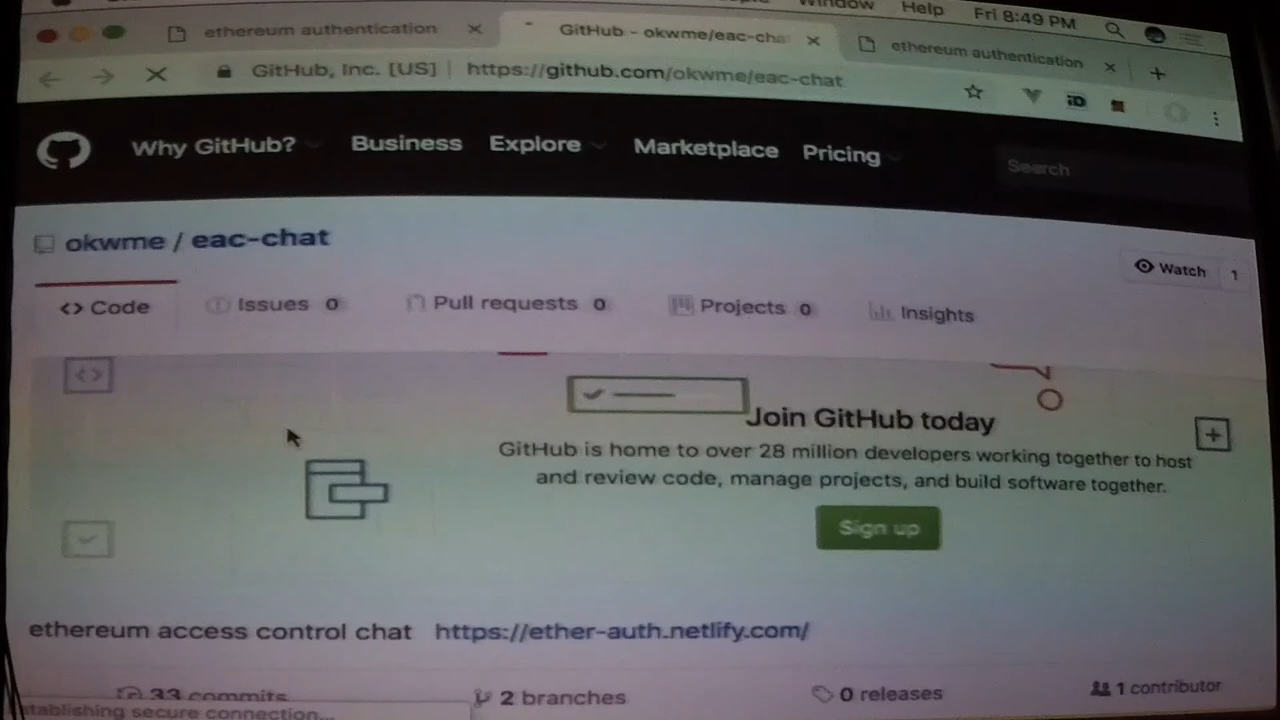 Window Help Fri 8:49 PM
ethereum authentication
GitHub - okwme/eac-cha
ethereum authentication
GitHub, Inc. [US] | https://github.com/okwme/eac-chat
iD
Why GitHub? Business Explore Marketplace Pricing Search
okwme / eac-chat
Watch 1
<> Code Issues 0 Pull requests 0 Projects 0 Insights
Join GitHub today
GitHub is home to over 28 million developers working together to host
and review code, manage projects, and build software together.
Sign up
ethereum access control chat https://ether-auth.netlify.com/
33 commits 2 branches 0 releases 1 contributor
stablishing secure connection...